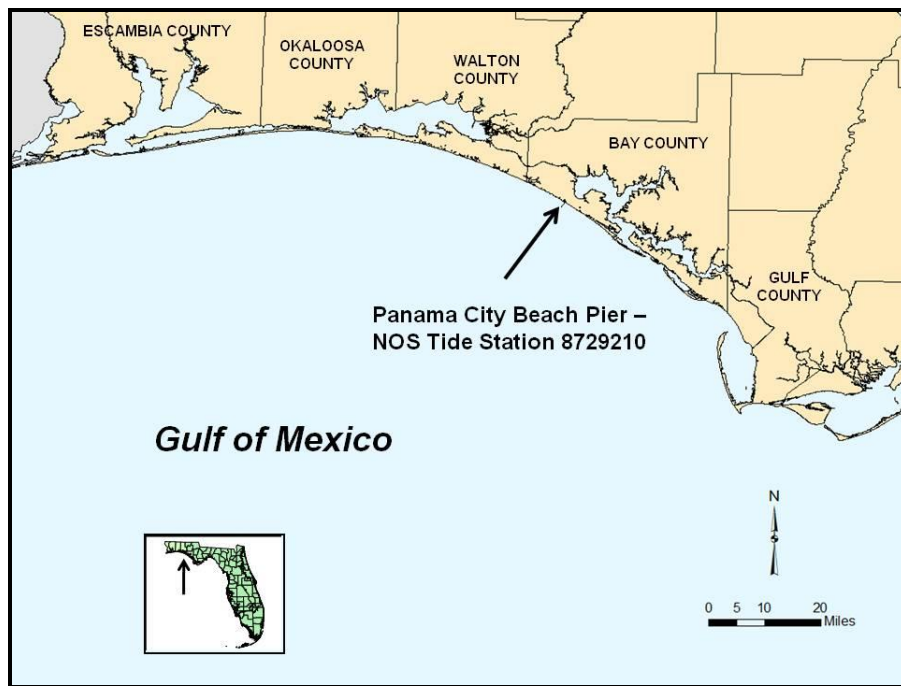 ESCAMBIA COUNTY
OKALOOSA
COUNTY
WALTON
COUNTY
BAY COUNTY
GULF
COUNTY
Panama City Beach Pier –
NOS Tide Station 8729210
Gulf of Mexico
N
0 5 10 20
Miles